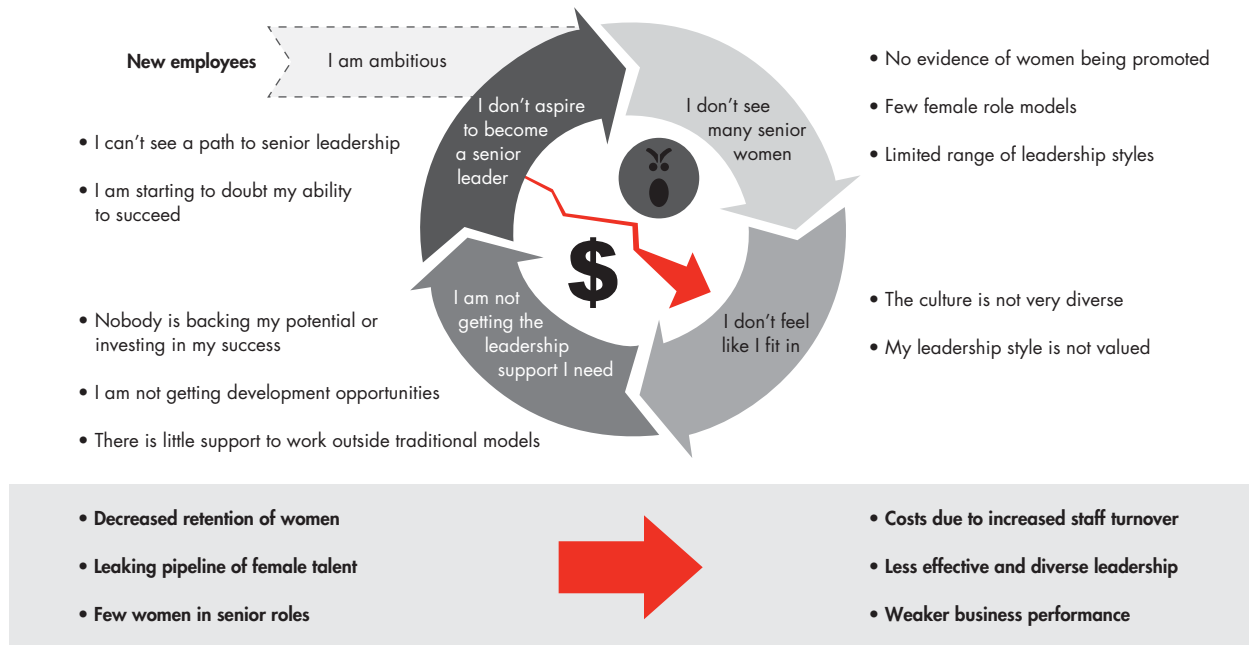 New employees
I am ambitious
I don't aspire
to become
a senior
leader
I don't see
many senior
women
• No evidence of women being promoted
• Few female role models
• Limited range of leadership styles
• I can't see a path to senior leadership
• I am starting to doubt my ability
to succeed
$
I am not
getting the
leadership
support I need
I don't feel
like I fit in
• The culture is not very diverse
• My leadership style is not valued
• Nobody is backing my potential or
investing in my success
• I am not getting development opportunities
• There is little support to work outside traditional models
• Decreased retention of women
• Leaking pipeline of female talent
• Few women in senior roles
• Costs due to increased staff turnover
• Less effective and diverse leadership
• Weaker business performance